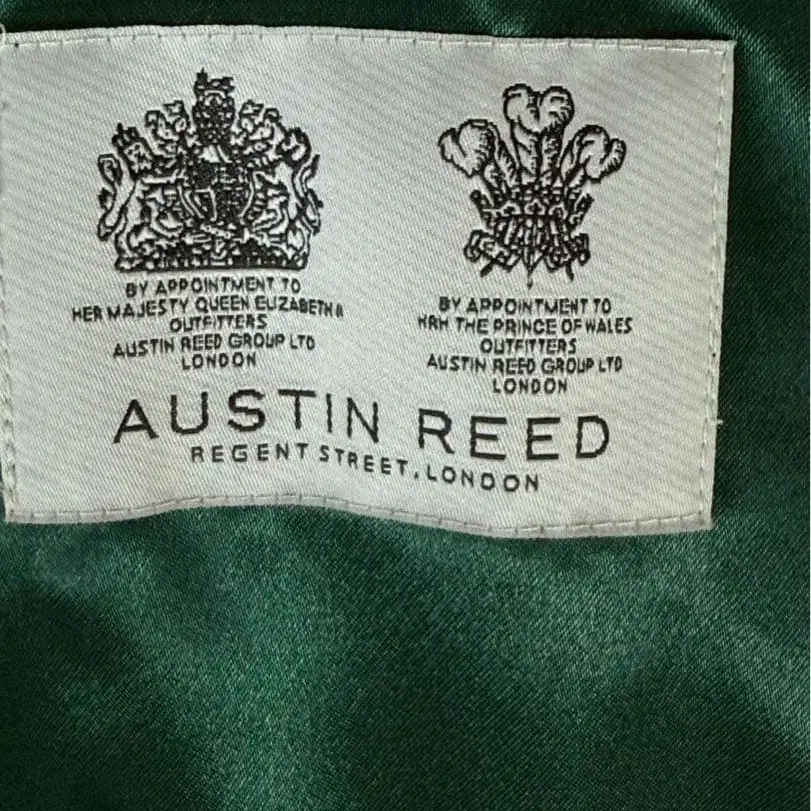 BY APPOINTMENT TO
HER MAJESTY QUEEN ELIZABETH II
OUTFITTERS
AUSTIN REED GROUP LTD
LONDON
BY APPOINTMENT TO
HRH THE PRINCE OF WALES
OUTFITTERS
AUSTIN REED GROUP LTD
LONDON
AUSTIN REED
REGENT STREET, LONDON